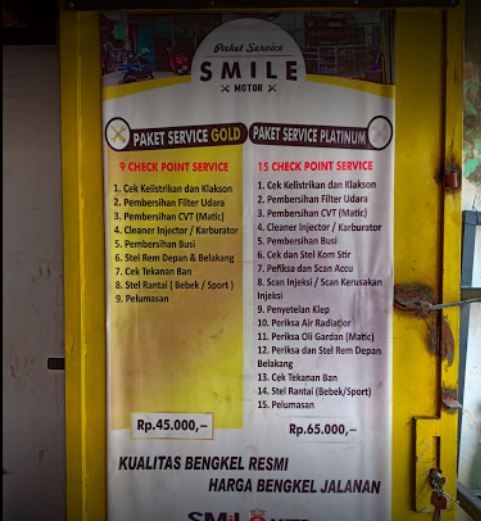 Paket Service
SMILE
MOTOR
PAKET SERVICE GOLD
9 CHECK POINT SERVICE
1. Cek Kelistrikan dan Klakson
2. Pembersihan Filter Udara
3. Pembersihan CVT (Matic)
4. Cleaner Injector / Karburator
5. Pembersihan Busi
6. Stel Rem Depan & Belakang
7. Cek Tekanan Ban
8. Stel Rantai ( Bebek / Sport )
9. Pelumasan
Rp.45.000,-
PAKET SERVICE PLATINUM
15 CHECK POINT SERVICE
1. Cek Kelistrikan dan Klakson
2. Pembersihan Filter Udara
3. Pembersihan CVT (Matic)
4. Cleaner Injector / Karburator
5. Pembersihan Busi
6. Cek dan Stel Kom Stir
7. Periksa dan Scan Accu
8. Scan Injeksi / Scan Kerusakan
Injeksi
9. Penyetelan Klep
10. Periksa Air Radiatior
11. Periksa Oli Gardan (Matic)
12. Periksa dan Stel Rem Depan
Belakang
13. Cek Tekanan Ban
14. Stel Rantai (Bebek/Sport)
15. Pelumasan
Rp.65.000,-
KUALITAS BENGKEL RESMI
HARGA BENGKEL JALANAN